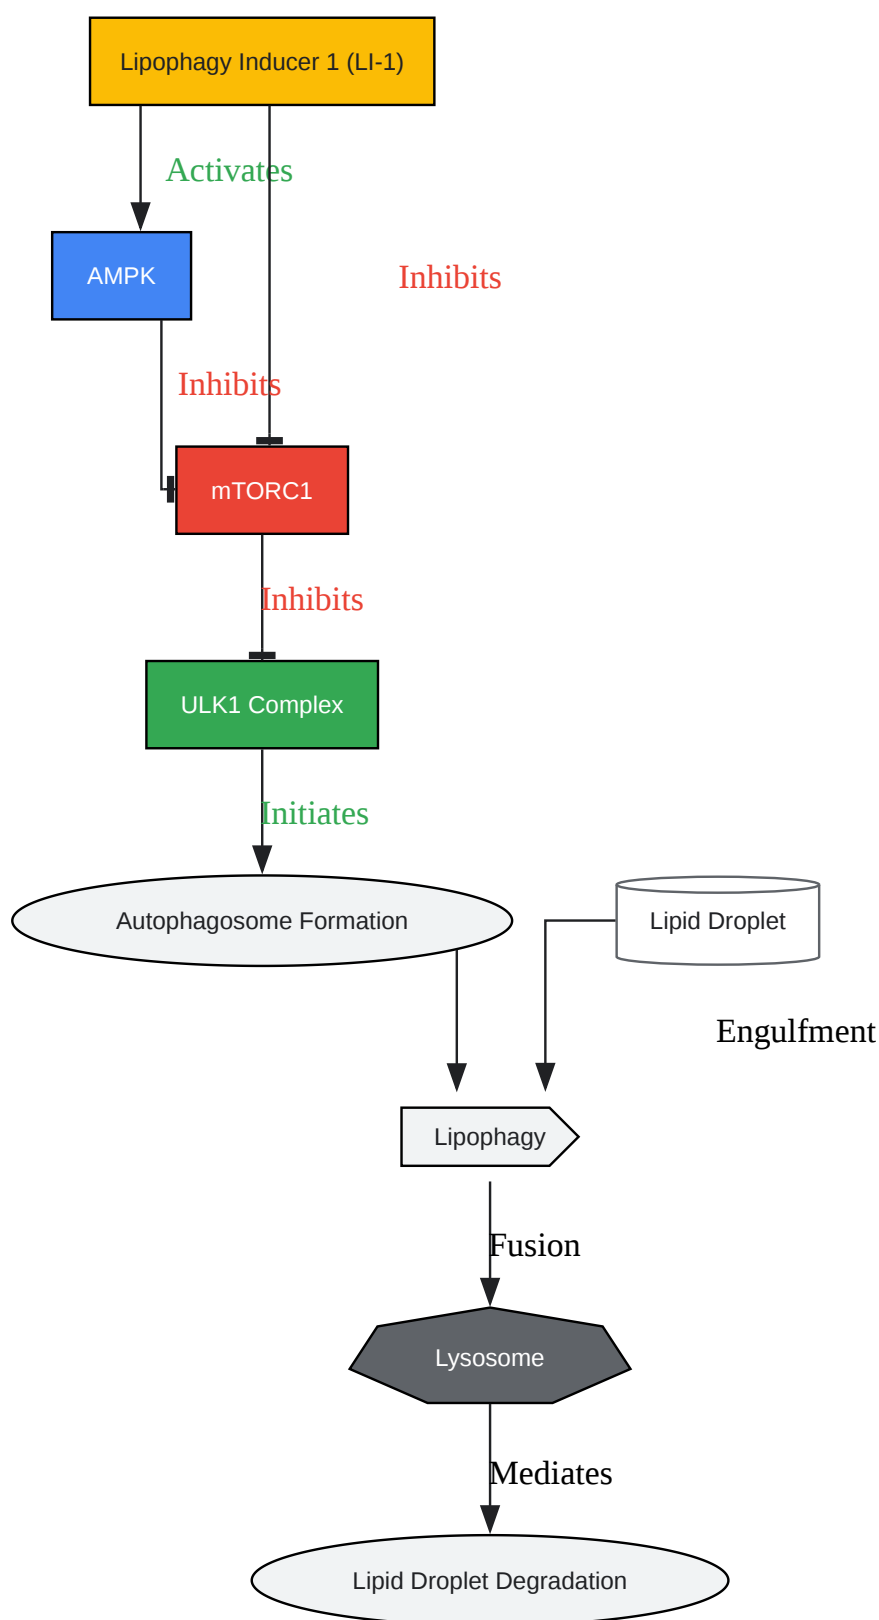 Lipophagy Inducer 1 (LI-1)
Activates
AMPK
Inhibits
Inhibits
mTORC1
Inhibits
ULK1 Complex
Initiates
Autophagosome Formation
Lipid Droplet
Engulfment
Lipophagy
Fusion
Lysosome
Mediates
Lipid Droplet Degradation